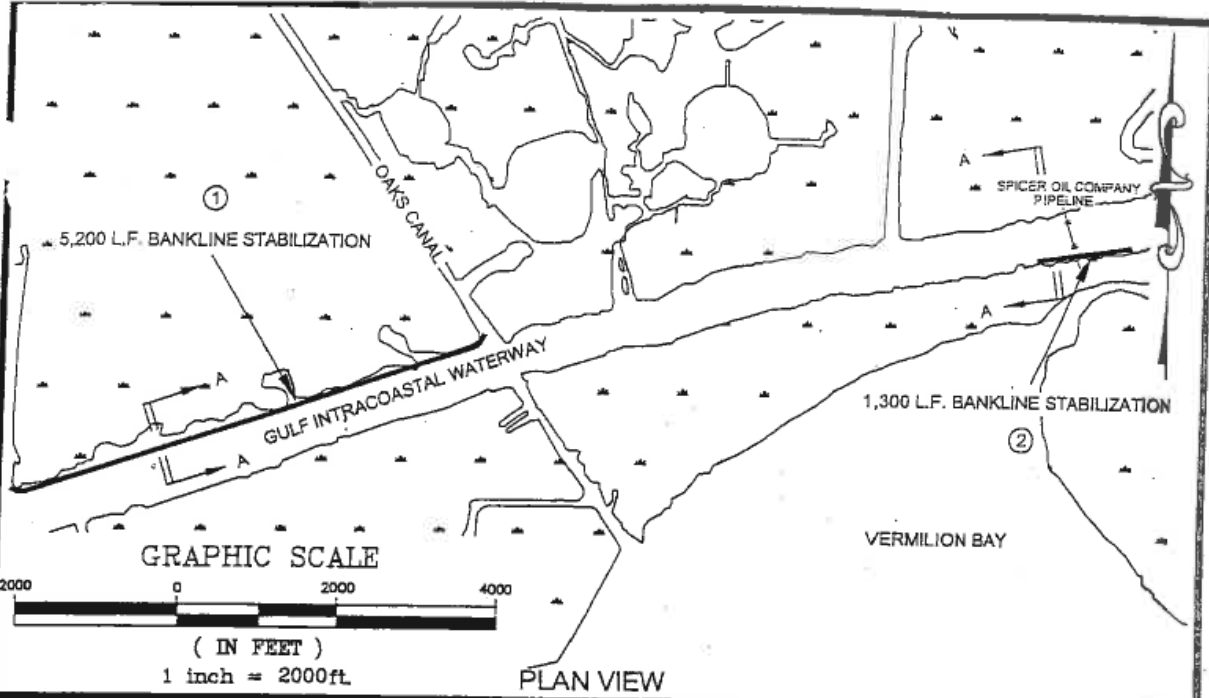 OAKS CANAL
A
SPICER OIL COMPANY
PIPELINE
1
5,200 L.F. BANKLINE STABILIZATION
A
A
GULF INTRACOASTAL WATERWAY
A
1,300 L.F. BANKLINE STABILIZATION
2
VERMILION BAY
GRAPHIC SCALE
2000 0 2000 4000
( IN FEET )
1 inch = 2000ft.
PLAN VIEW